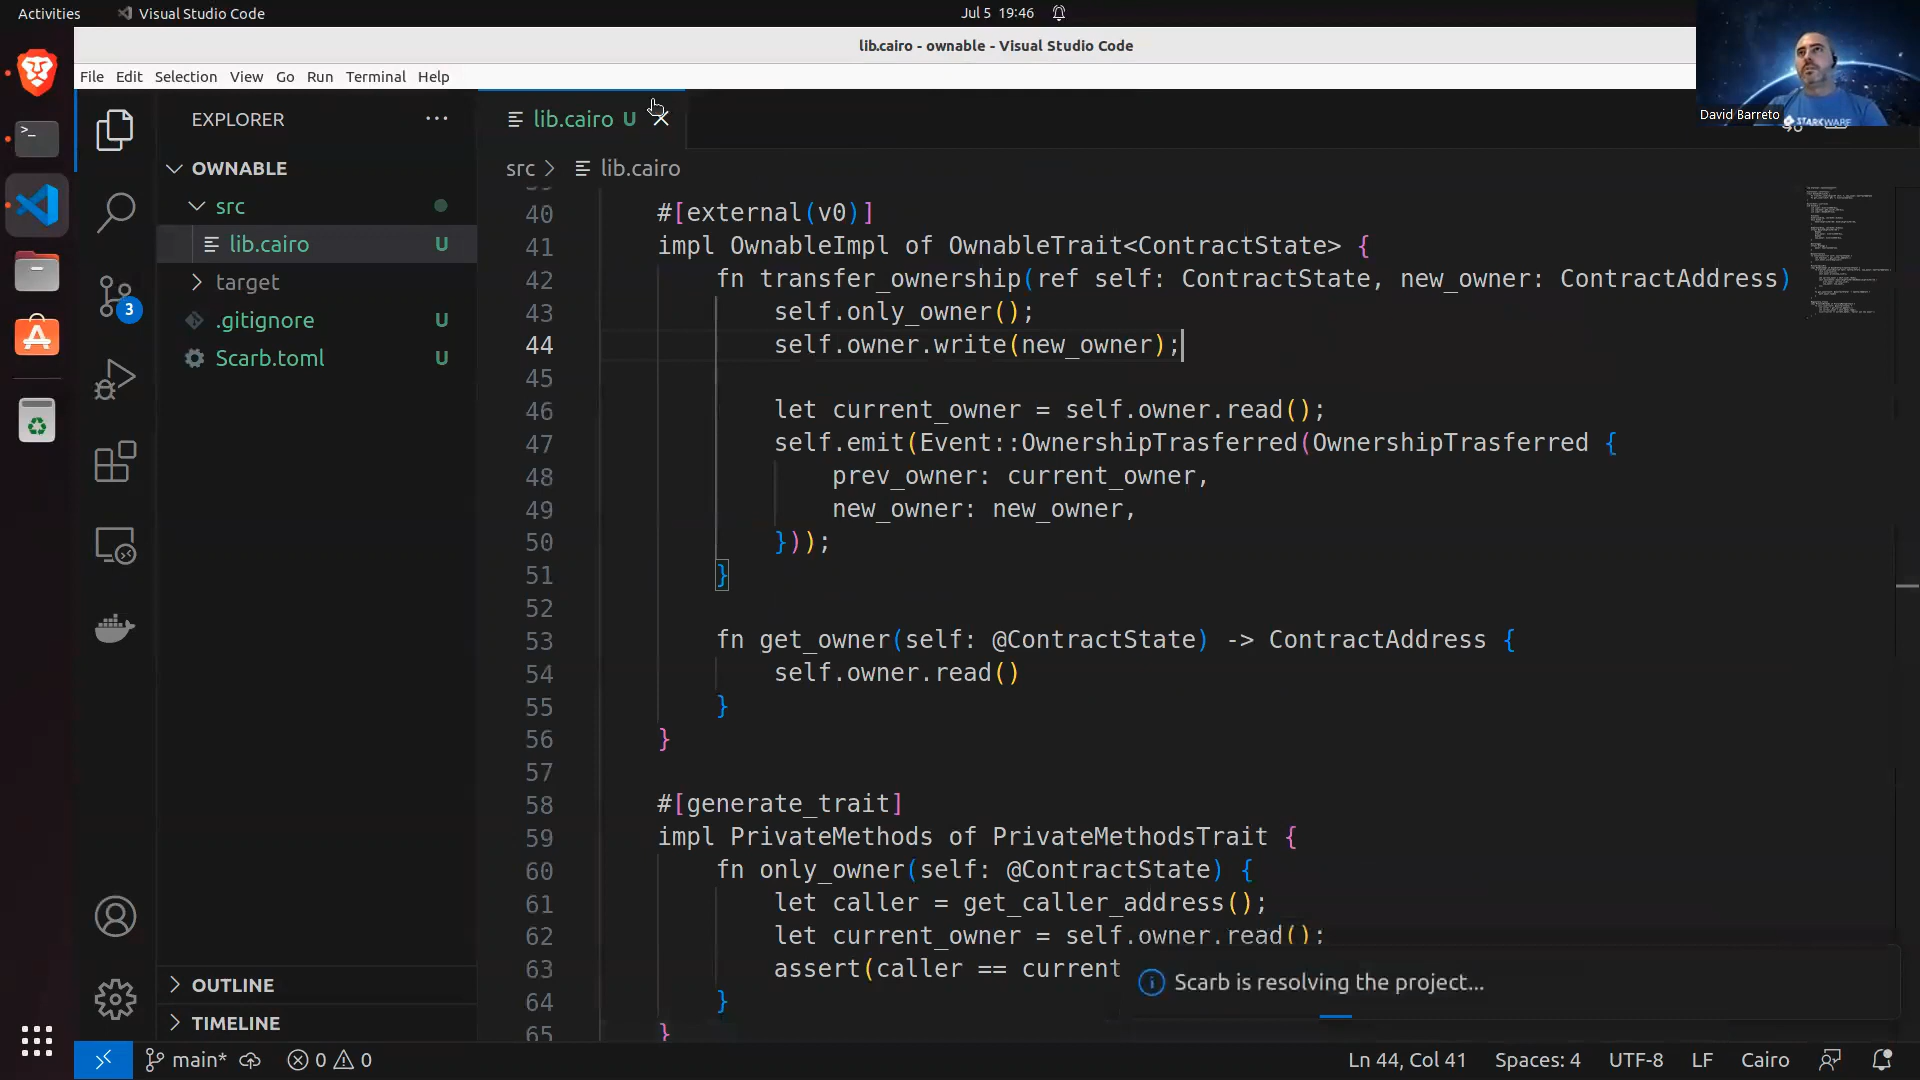 Activities
Visual Studio Code
Jul 5 19:46
lib.cairo - ownable - Visual Studio Code
File Edit Selection View Go Run Terminal Help
David Barreto
STARKWARE
EXPLORER
OWNABLE
src
lib.cairo U
target
.gitignore U
Scarb.toml U
3
OUTLINE
TIMELINE
lib.cairo U
src > lib.cairo
40 #[external(v0)]
41 impl OwnableImpl of OwnableTrait<ContractState> {
42 fn transfer_ownership(ref self: ContractState, new_owner: ContractAddress)
43 self.only_owner();
44 self.owner.write(new_owner);
45
46 let current_owner = self.owner.read();
47 self.emit(Event::OwnershipTrasferred(OwnershipTrasferred {
48 prev_owner: current_owner,
49 new_owner: new_owner,
50 }));
51 }
52
53 fn get_owner(self: @ContractState) -> ContractAddress {
54 self.owner.read()
55 }
56 }
57
58 #[generate_trait]
59 impl PrivateMethods of PrivateMethodsTrait {
60 fn only_owner(self: @ContractState) {
61 let caller = get_caller_address();
62 let current_owner = self.owner.read();
63 assert(caller == current
64 }
65 }
Scarb is resolving the project...
main* 0 0
Ln 44, Col 41 Spaces: 4 UTF-8 LF Cairo